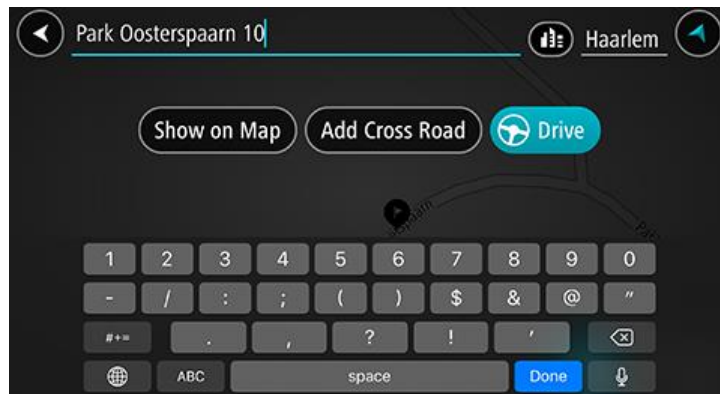 Park Oosterspaarn 10
Haarlem
Show on Map
Add Cross Road
Drive
1 2 3 4 5 6 7 8 9 0
- / : ; ( ) $ & @ "
#+= . , ? ! '
ABC space Done